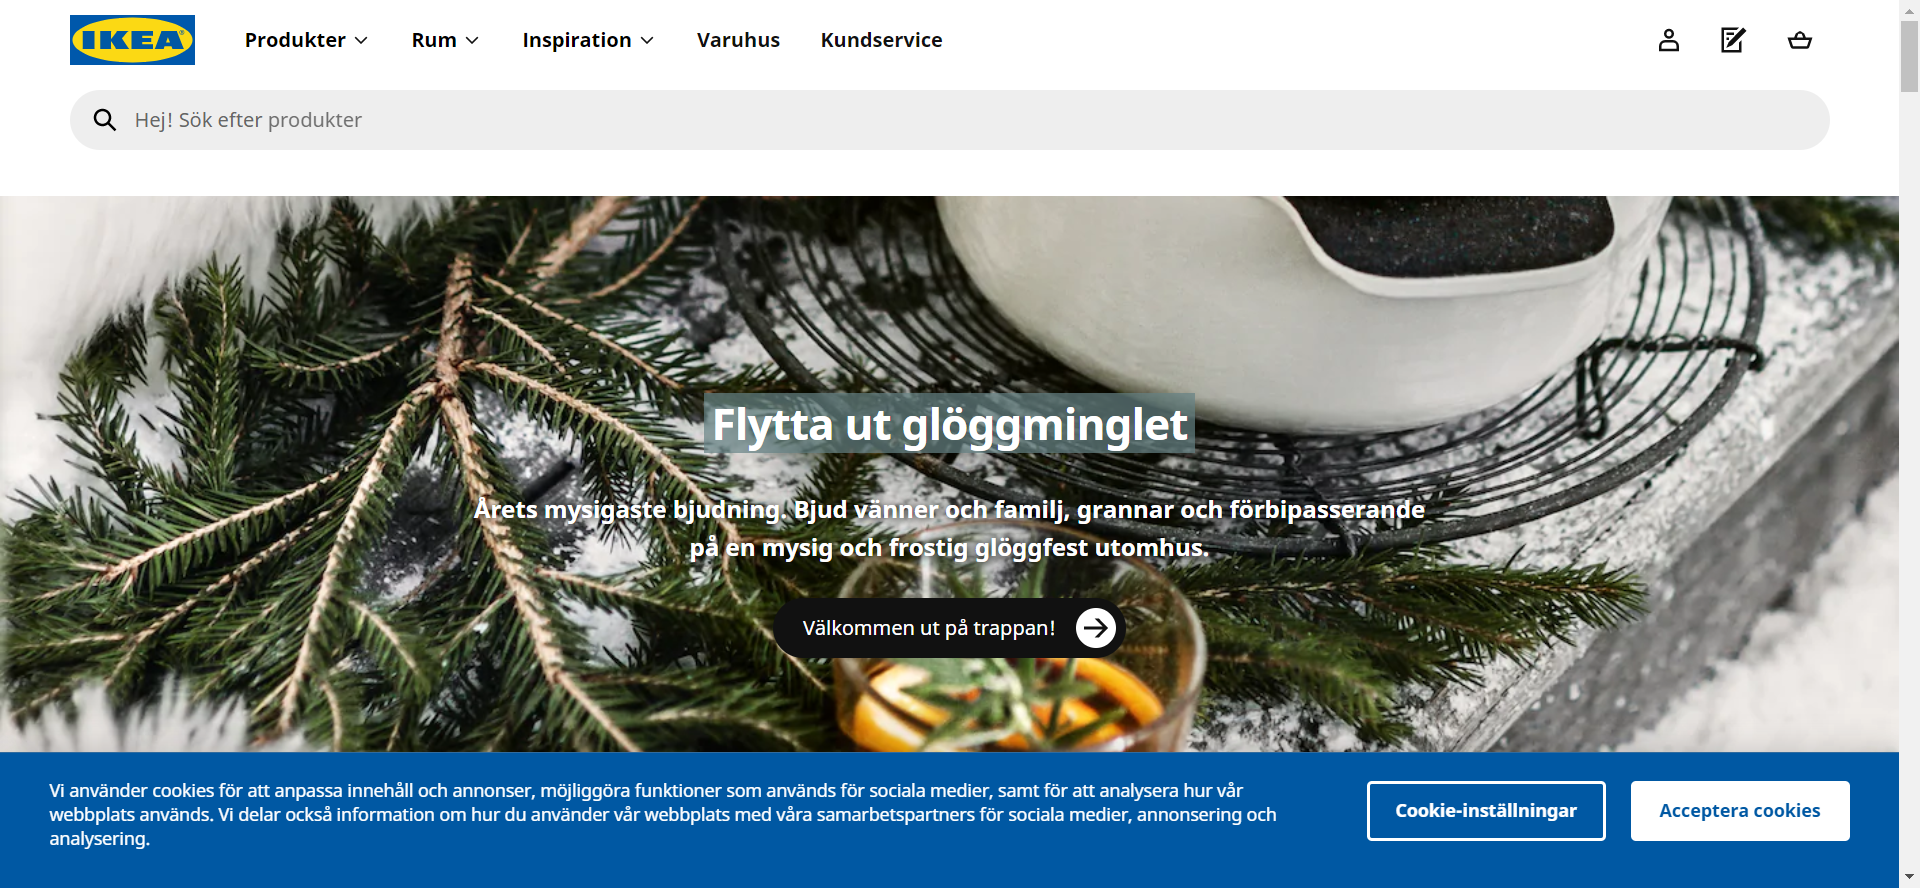 IKEA
Produkter
Rum
Inspiration
Varuhus
Kundservice
Hej! Sök efter produkter
Flytta ut glöggminglet
Årets mysigaste bjudning. Bjud vänner och familj, grannar och förbipasserande
på en mysig och frostig glöggfest utomhus.
Välkommen ut på trappan!
Vi använder cookies för att anpassa innehåll och annonser, möjliggöra funktioner som används för sociala medier, samt för att analysera hur vår
webbplats används. Vi delar också information om hur du använder vår webbplats med våra samarbetspartners för sociala medier, annonsering och
analysering.
Cookie-inställningar
Acceptera cookies